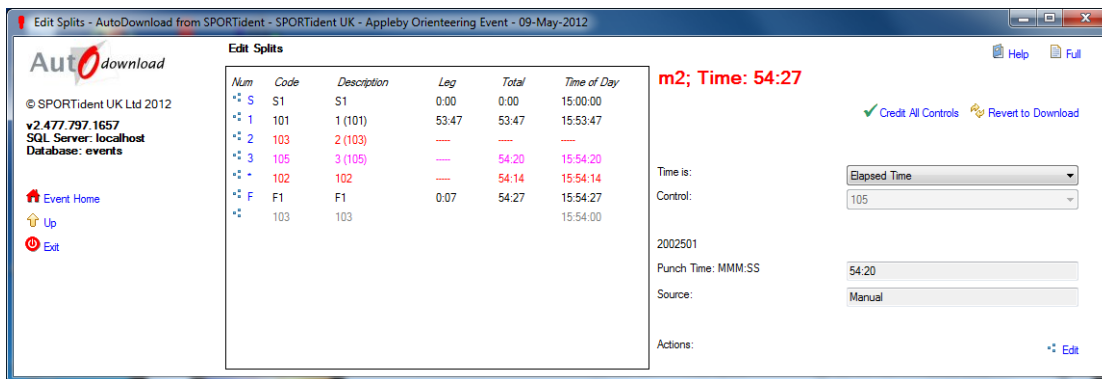 Edit Splits - AutoDownload from SPORTident - SPORTident UK - Appleby Orienteering Event - 09-May-2012
AutOdownload
© SPORTident UK Ltd 2012
v2.477.797.1657
SQL Server: localhost
Database: events
Event Home
Up
Exit
Edit Splits
Num Code Description Leg Total Time of Day
S S1 S1 0:00 0:00 15:00:00
1 101 1 (101) 53:47 53:47 15:53:47
2 103 2 (103) ----- ----- -----
3 105 3 (105) ----- 54:20 15:54:20
- 102 102 ----- 54:14 15:54:14
F F1 F1 0:07 54:27 15:54:27
103 103 15:54:00
Help Full
m2; Time: 54:27
Credit All Controls Revert to Download
Time is: Elapsed Time
Control: 105
2002501
Punch Time: MMM:SS 54:20
Source: Manual
Actions: Edit